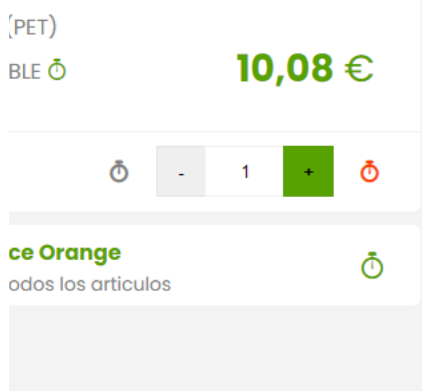 (PET)
BLE
10,08 €
- 1 +
ce Orange
odos los articulos